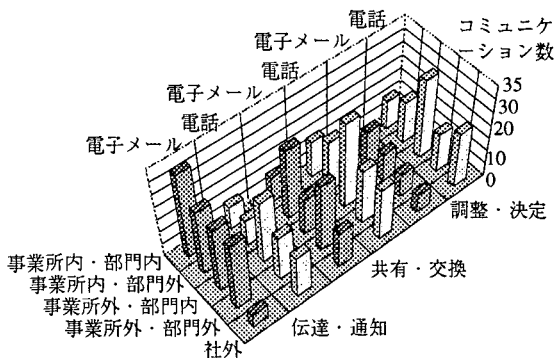 電話
コミュニケ
ーション数
電子メール
電話
電子メール
電話
電子メール
35
30
20
10
0
調整・決定
共有・交換
伝達・通知
事業所内・部門内
事業所内・部門外
事業所外・部門内
事業所外・部門外
社外